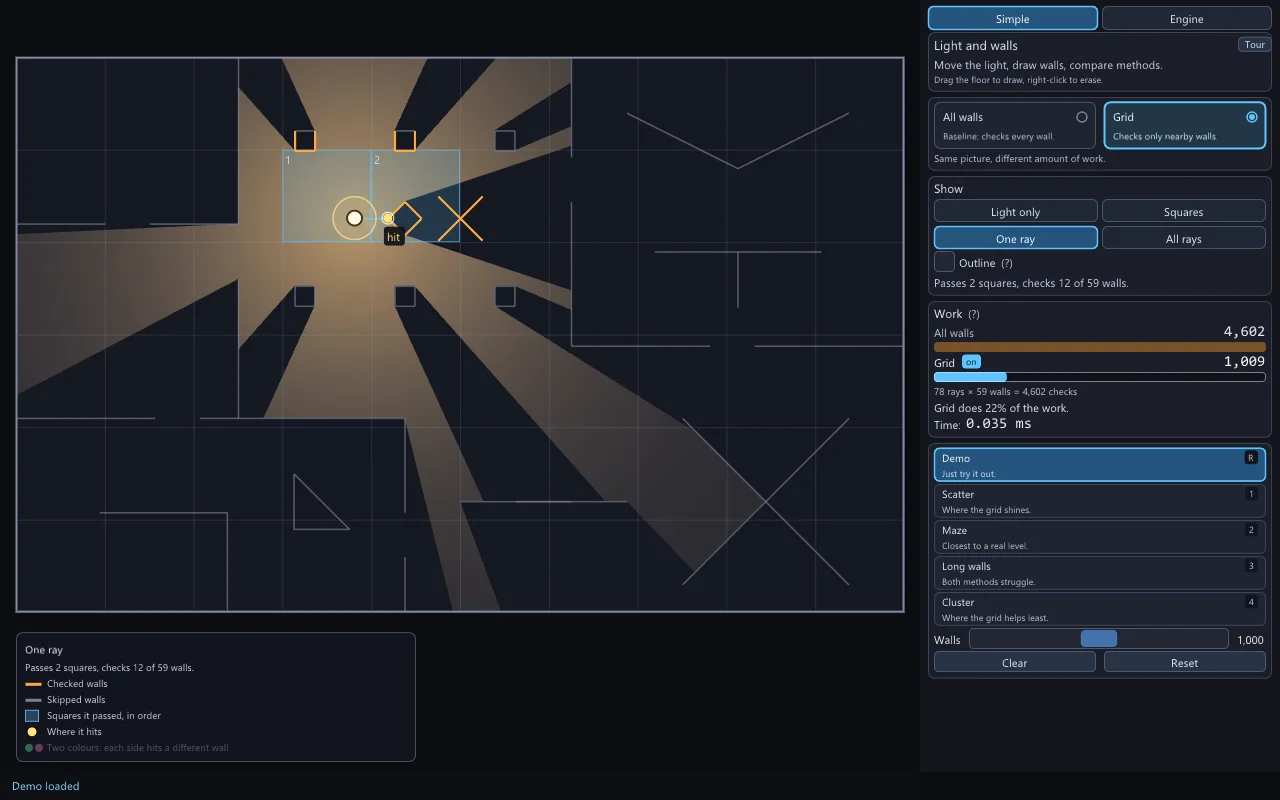 Simple
Engine
Light and walls
Tour
Move the light, draw walls, compare methods.
Drag the floor to draw, right-click to erase.
All walls
Baseline: checks every wall.
Grid
Checks only nearby walls.
Same picture, different amount of work.
Show
Light only
Squares
One ray
All rays
Outline (?)
Passes 2 squares, checks 12 of 59 walls.
Work (?)
All walls 4,602
Grid on 1,009
78 rays × 59 walls = 4,602 checks
Grid does 22% of the work.
Time: 0.035 ms
Demo R
Just try it out.
Scatter 1
Where the grid shines.
Maze 2
Closest to a real level.
Long walls 3
Both methods struggle.
Cluster 4
Where the grid helps least.
Walls 1,000
Clear
Reset
1
2
hit
One ray
Passes 2 squares, checks 12 of 59 walls.
Checked walls
Skipped walls
Squares it passed, in order
Where it hits
Two colours: each side hits a different wall
Demo loaded